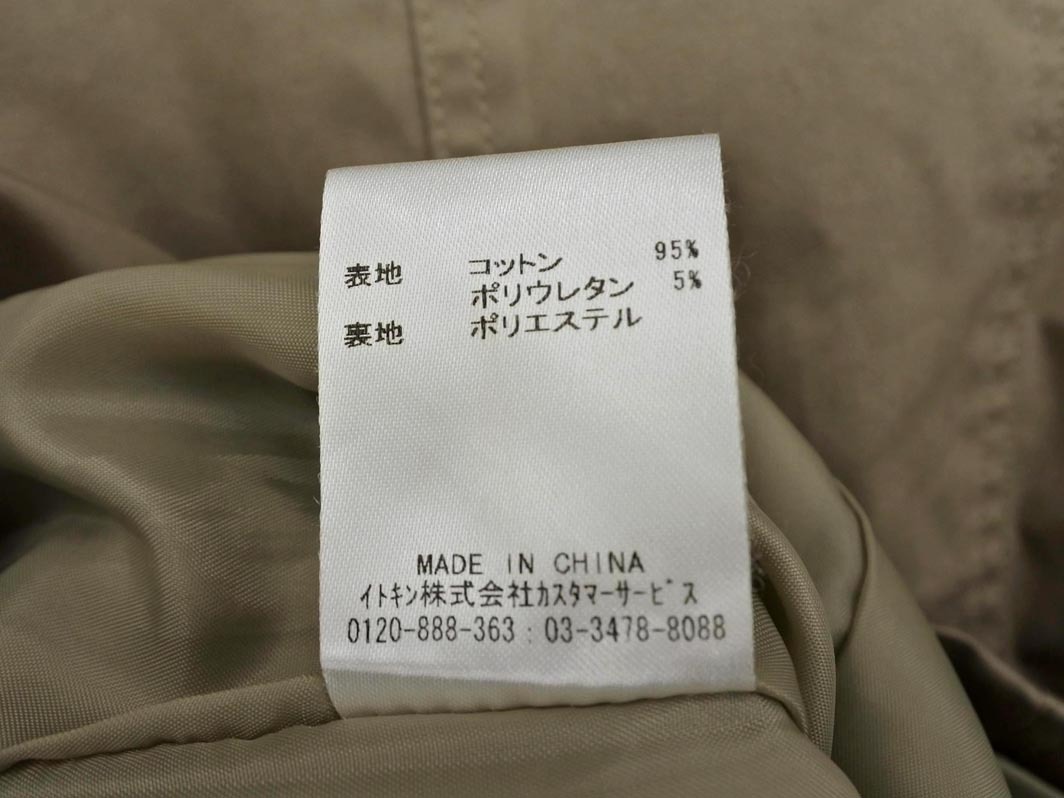 表地 コットン 95%
ポリウレタン 5%
裏地 ポリエステル
MADE IN CHINA
イトキン株式会社カスタマーサービス
0120-888-363 : 03-3478-8088